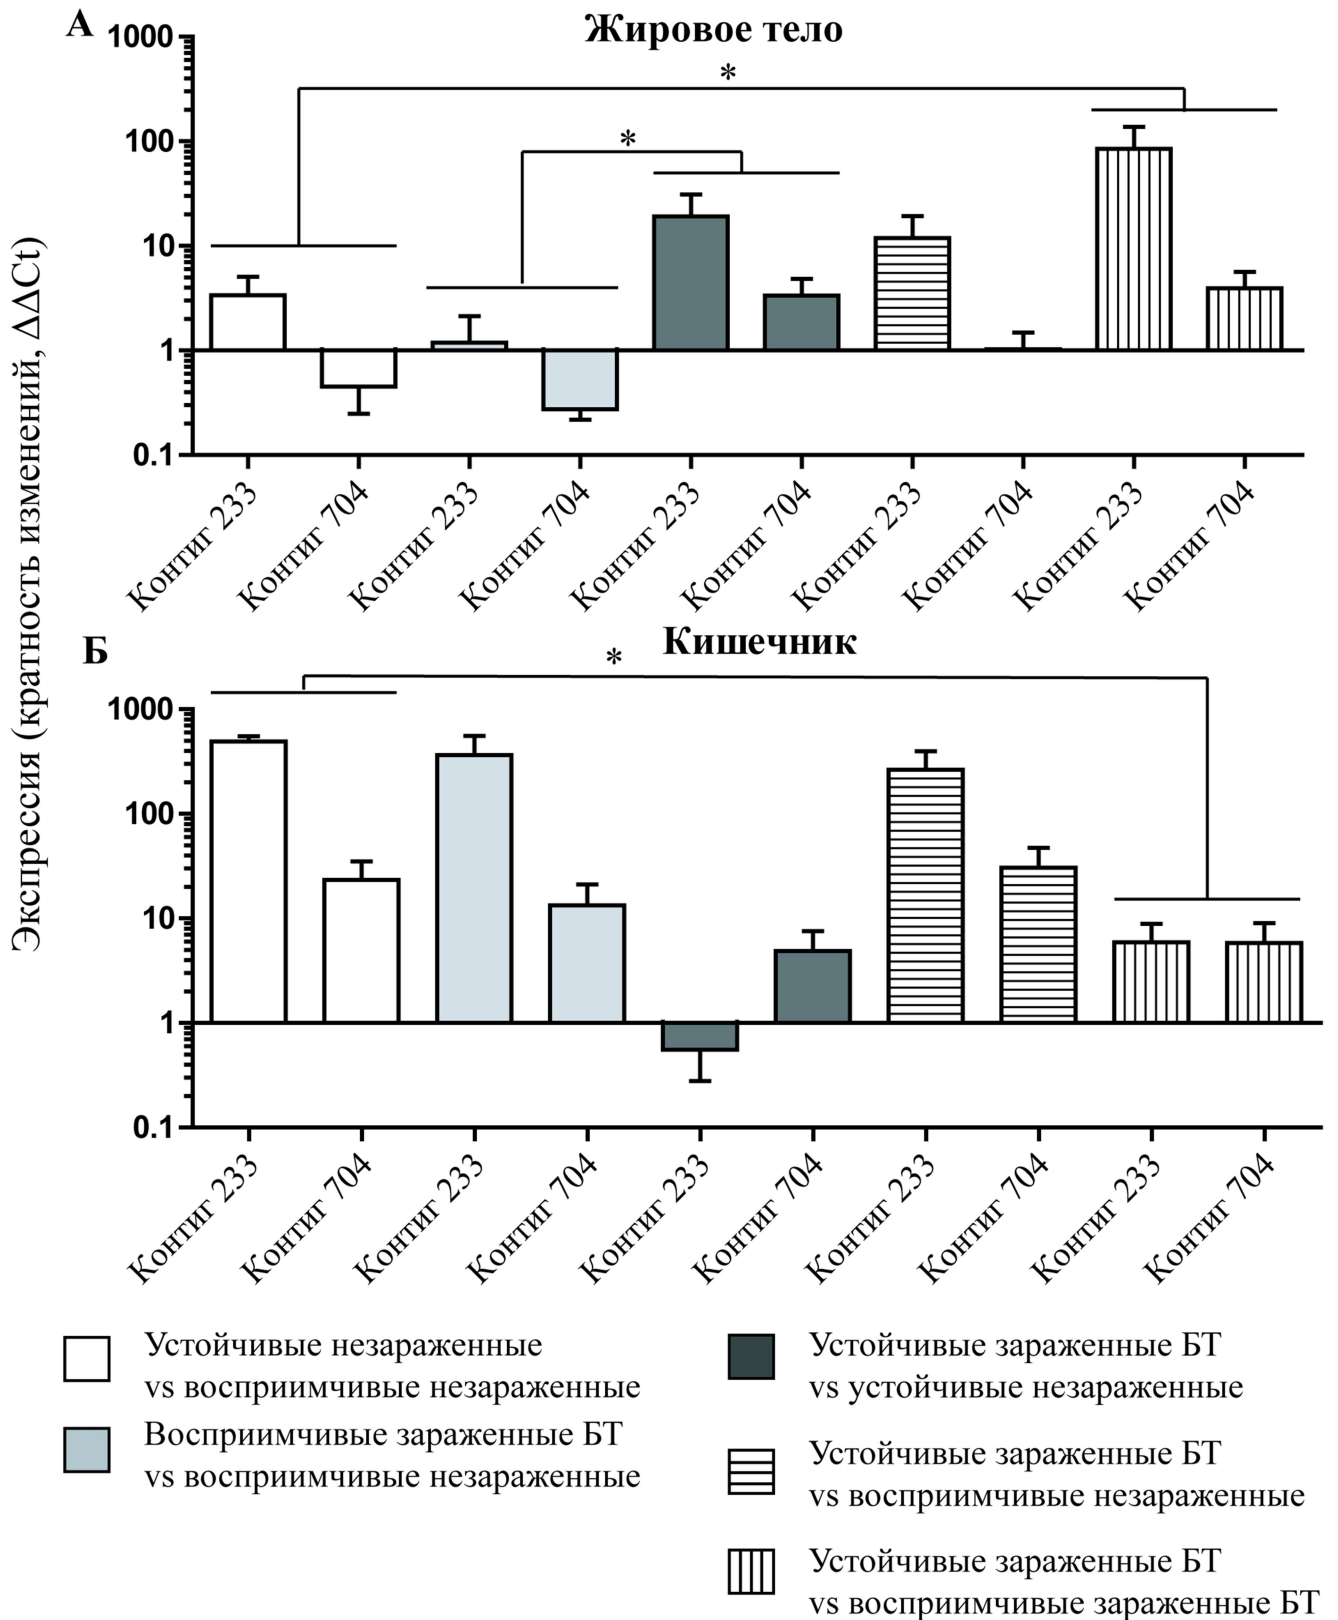 А
Жировое тело
*
*
1000
100
10
1
0.1
Экспрессия (кратность изменений, ΔΔCt)
Контиг 233
Контиг 704
Контиг 233
Контиг 704
Контиг 233
Контиг 704
Контиг 233
Контиг 704
Контиг 233
Контиг 704
Б
Кишечник
*
1000
100
10
1
0.1
Контиг 233
Контиг 704
Контиг 233
Контиг 704
Контиг 233
Контиг 704
Контиг 233
Контиг 704
Контиг 233
Контиг 704
Устойчивые незараженные
vs восприимчивые незараженные
Восприимчивые зараженные БТ
vs восприимчивые незараженные
Устойчивые зараженные БТ
vs устойчивые незараженные
Устойчивые зараженные БТ
vs восприимчивые незараженные
Устойчивые зараженные БТ
vs восприимчивые зараженные БТ